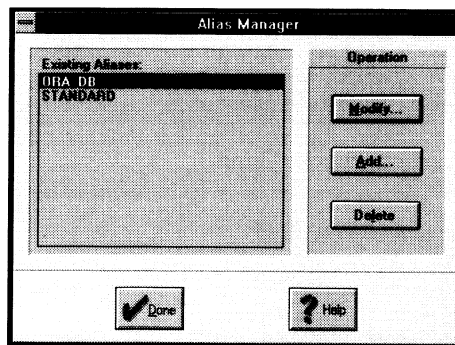 Alias Manager
Existing Aliases:
ORA_DB
STANDARD
Operation
Modify...
Add...
Delete
Done
Help